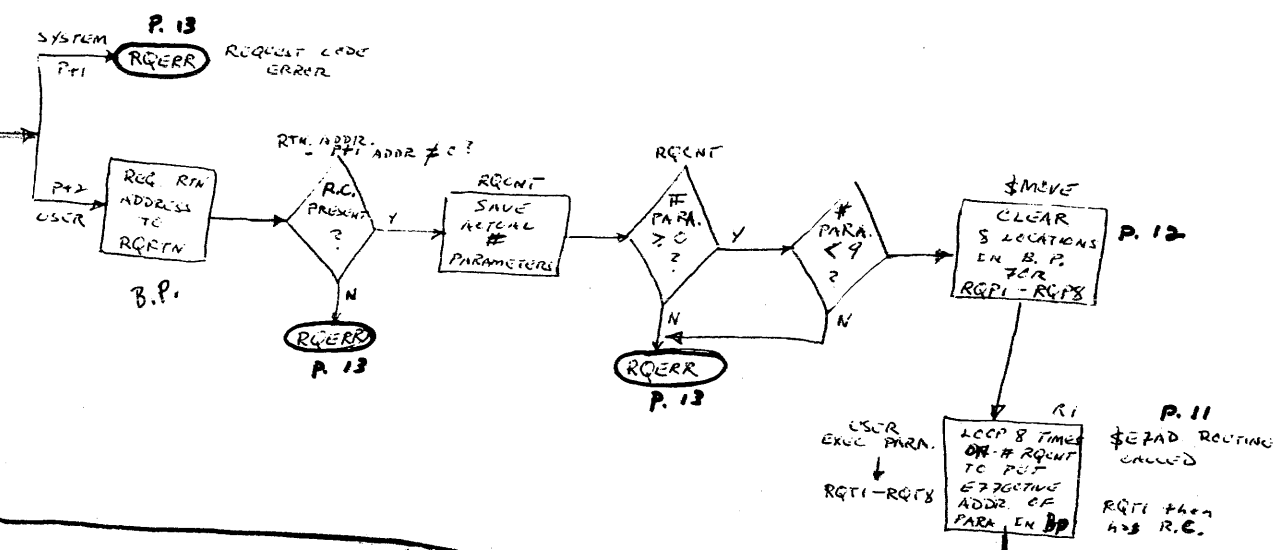 P. 13
SYSTEM
P+1
RQERR
REQUEST CODE
ERROR
P+2
USER
REQ. RTN
ADDRESS
TO
RQRTN
B.P.
RTN. ADDR.
- P+1 ADDR ≠ 0 ?
R.C.
PRESENT
?
Y
N
RQERR
P. 13
RQCNT
SAVE
ACTUAL
#
PARAMETERS
RQCNT
#
PARA.
≥ 0
?
Y
N
RQERR
P. 13
#
PARA.
< 9
?
N
$MOVE
CLEAR
8 LOCATIONS
IN B.P.
FOR
RQP1 - RQP8
P. 12
USER
EXEC PARA.
RQT1 - RQT8
R1
LOOP 8 TIMES
OR # RQCNT
TO PUT
EFFECTIVE
ADDR. OF
PARA IN BP
P. 11
$EFAD ROUTINE
CALLED
RQT1 then
has R.C.